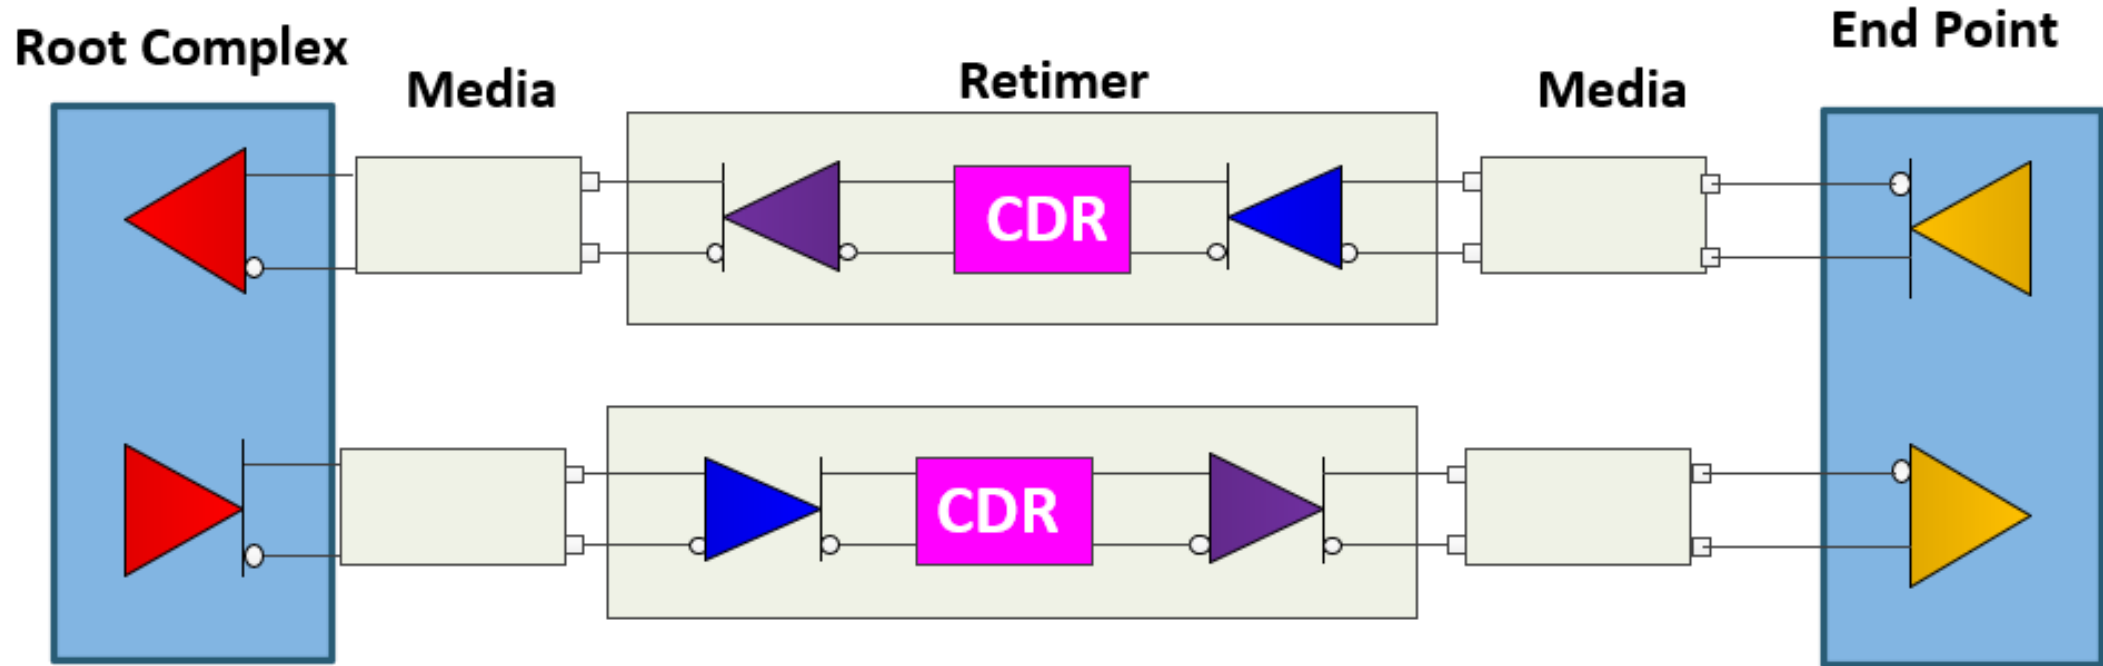 Root Complex
Media
Retimer
Media
End Point
CDR
CDR